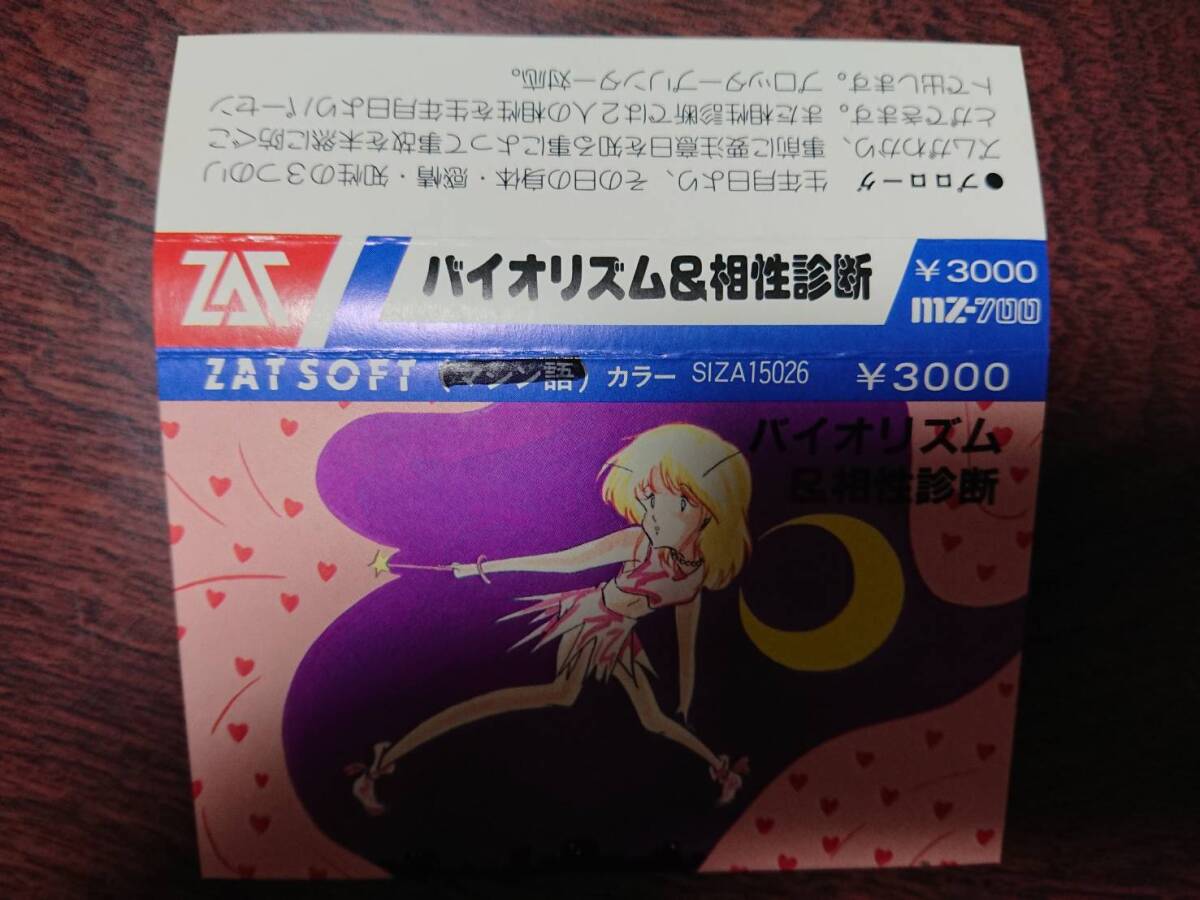 ●プロローグ　生年月日より、その日の身体・感情・知性の3つのリ
ズムがわかり、事前に要注意日を知る事によって事故を未然に防ぐこ
とができます。また相性診断では2人の相性を生年月日よりパーセン
トで出します。プロッタープリンター対応。
ZAT
バイオリズム&相性診断
¥3000
mz-700
ZAT SOFT (マシン語) カラー SIZA15026 ¥3000
バイオリズム
&相性診断